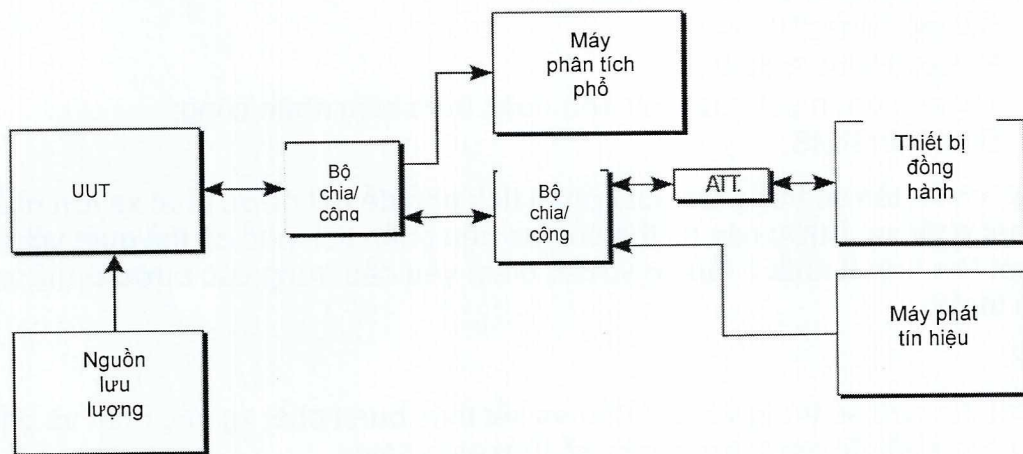 Máy
phân tích
phổ
Thiết bị
đồng
hành
UUT
Bộ
chia/
công
Bộ
chia/
cộng
ATT.
Máy phát
tín hiệu
Nguồn
lưu
lượng